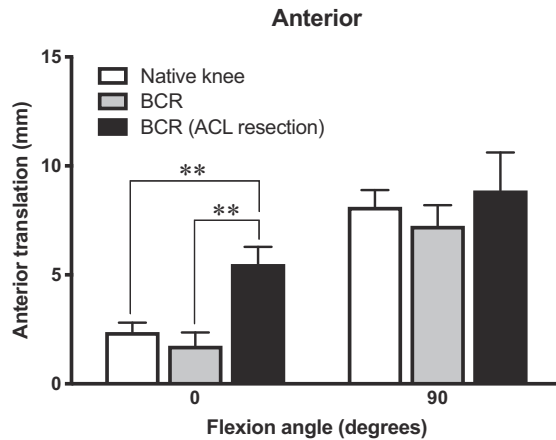 Anterior
15
Native knee
BCR
BCR (ACL resection)
10
**
**
5
0
0
90
Anterior translation (mm)
Flexion angle (degrees)